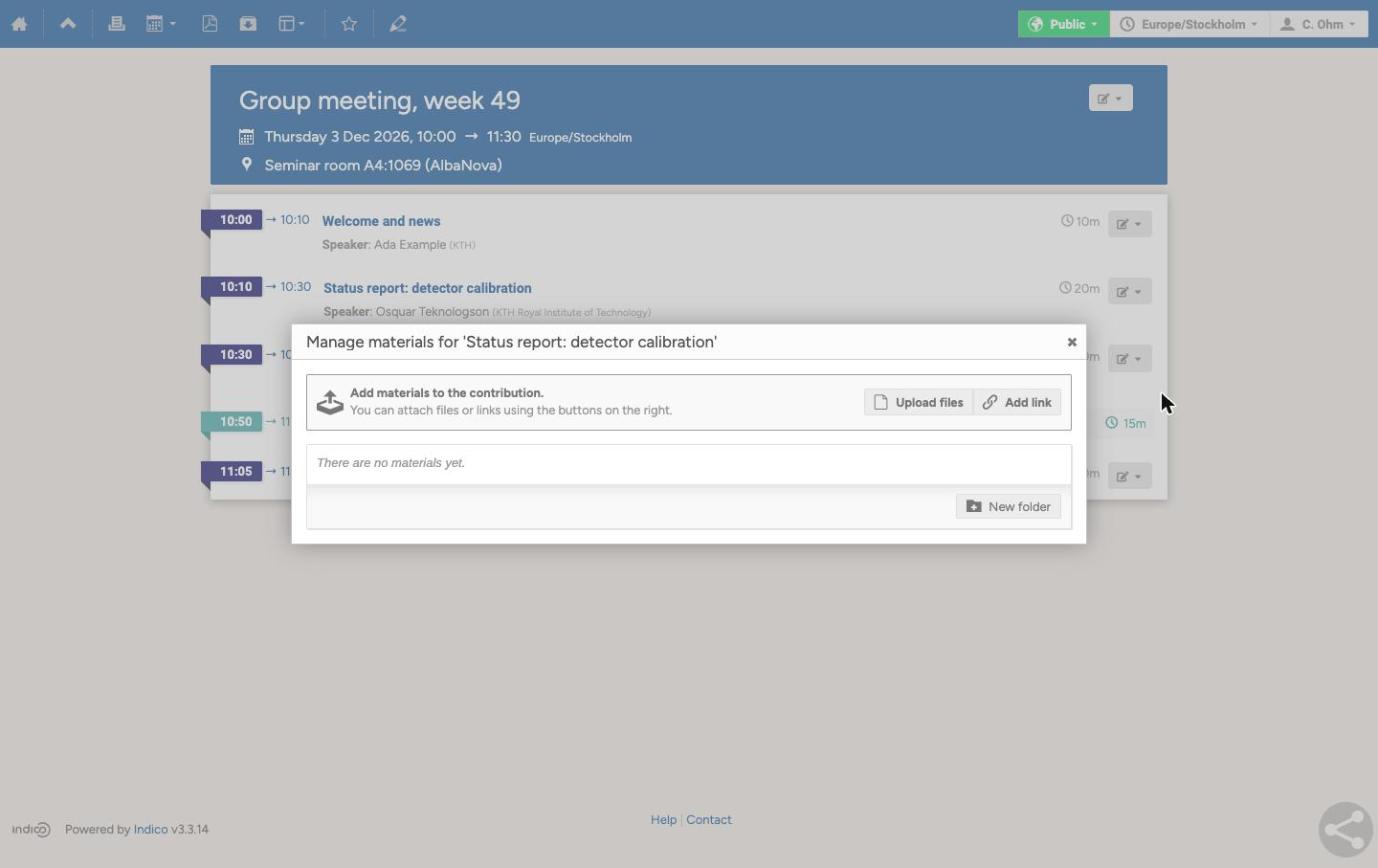 Public
Europe/Stockholm
C. Ohm
Group meeting, week 49
Thursday 3 Dec 2026, 10:00 → 11:30 Europe/Stockholm
Seminar room A4:1069 (AlbaNova)
10:00 → 10:10 Welcome and news 10m
Speaker: Ada Example (KTH)
10:10 → 10:30 Status report: detector calibration 20m
Speaker: Osquar Teknologson (KTH Royal Institute of Technology)
Manage materials for 'Status report: detector calibration'
10:30 →
Add materials to the contribution.
You can attach files or links using the buttons on the right.
Upload files
Add link
10:50 → 15m
There are no materials yet.
11:05 →
New folder
Help | Contact
indico Powered by Indico v3.3.14